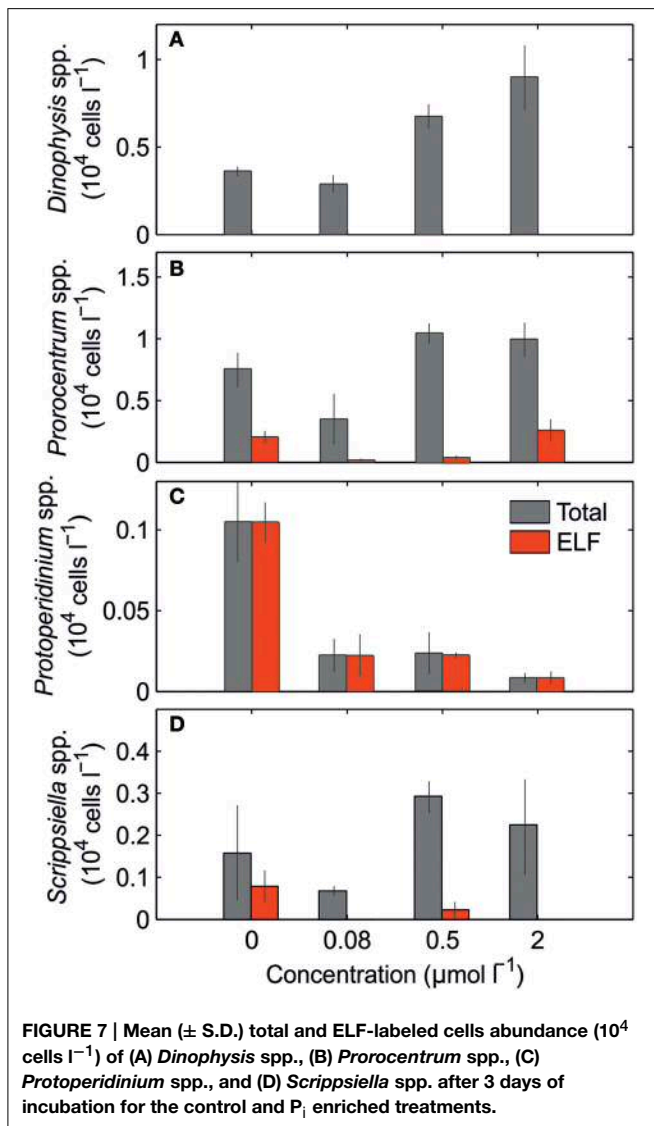 A
Dinophysis spp.
(10⁴ cells l⁻¹)
1
0.5
0
B
Prorocentrum spp.
(10⁴ cells l⁻¹)
1.5
1
0.5
0
C
Protoperidinium spp.
(10⁴ cells l⁻¹)
0.1
0.05
0
Total
ELF
D
Scrippsiella spp.
(10⁴ cells l⁻¹)
0.4
0.3
0.2
0.1
0
0 0.08 0.5 2
Concentration (µmol l⁻¹)
FIGURE 7 | Mean (± S.D.) total and ELF-labeled cells abundance (10⁴
cells l⁻¹) of (A) Dinophysis spp., (B) Prorocentrum spp., (C)
Protoperidinium spp., and (D) Scrippsiella spp. after 3 days of
incubation for the control and Pᵢ enriched treatments.